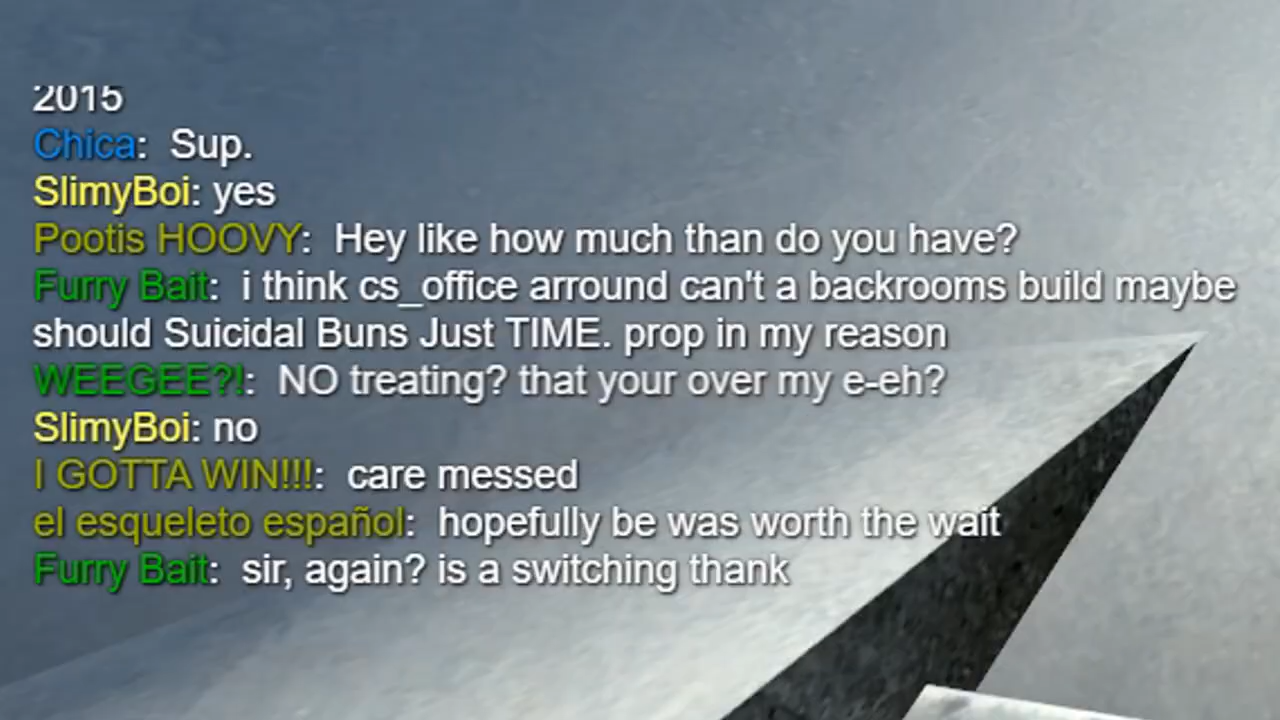 2015
Chica: Sup.
SlimyBoi: yes
Pootis HOOVY: Hey like how much than do you have?
Furry Bait: i think cs_office arround can't a backrooms build maybe
should Suicidal Buns Just TIME. prop in my reason
WEEGEE?!: NO treating? that your over my e-eh?
SlimyBoi: no
I GOTTA WIN!!!: care messed
el esqueleto español: hopefully be was worth the wait
Furry Bait: sir, again? is a switching thank